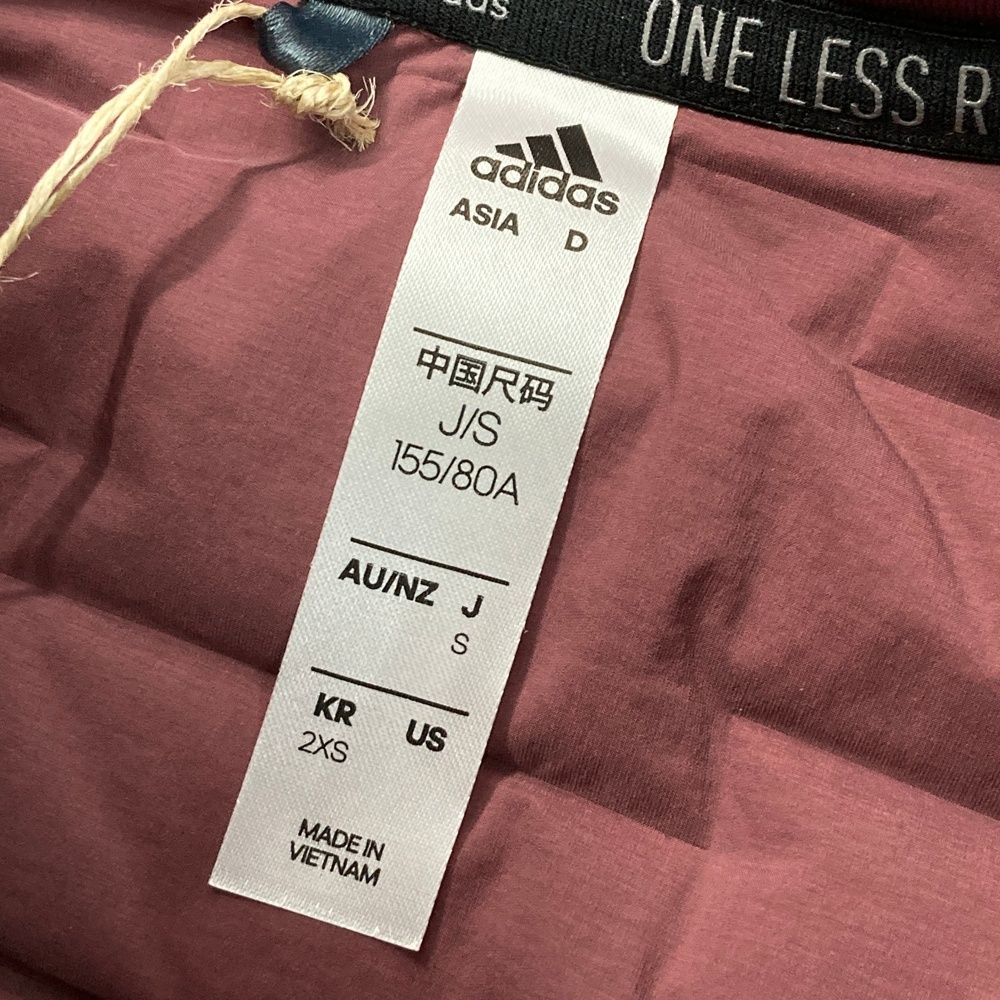 ONE LESS R
adidas
ASIA D
中国尺码
J/S
155/80A
AU/NZ J
S
KR US
2XS
MADE IN
VIETNAM